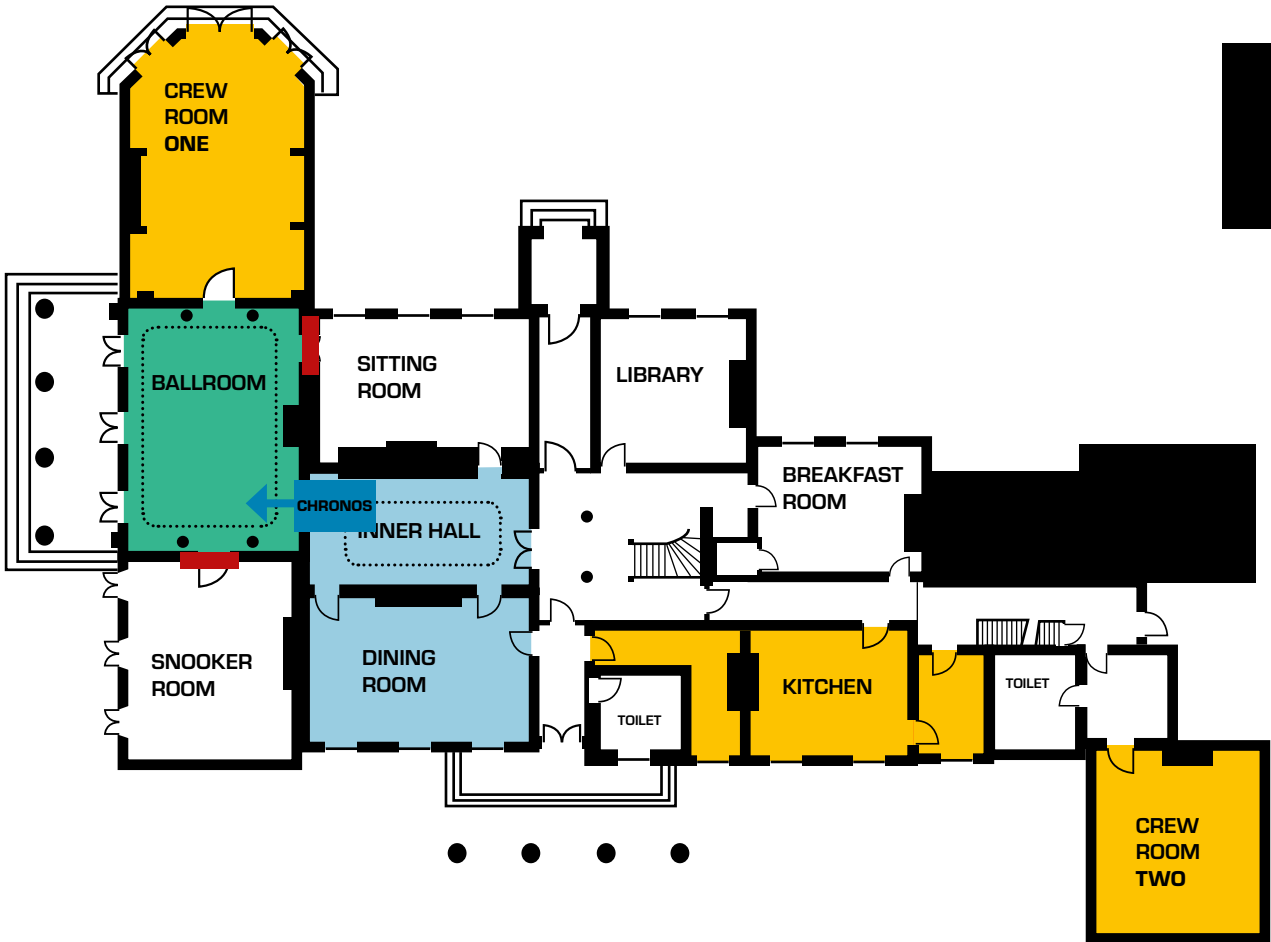 CREW
ROOM
ONE
SITTING
ROOM
LIBRARY
BALLROOM
BREAKFAST
ROOM
CHRONOS
INNER HALL
SNOOKER
ROOM
DINING
ROOM
KITCHEN
TOILET
TOILET
CREW
ROOM
TWO